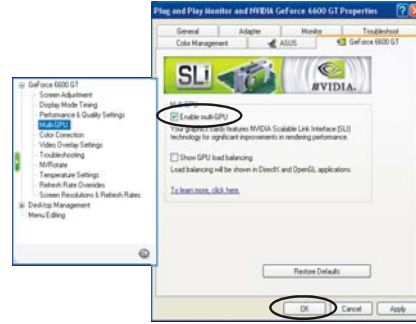 Plug and Play Monitor and NVIDIA GeForce 6600 GT Properties
General
Adapter
Monitor
Troubleshoot
Color Management
ASUS
GeForce 6600 GT
SLi
NVIDIA.
Multi-GPU
Enable multi-GPU
Your graphics cards features NVIDIA Scalable Link Interface (SLI)
technology for significant improvements in rendering performance.
Show GPU load balancing
Load balancing will be shown in Direct and OpenGL applications.
To learn more, click here.
Restore Defaults
OK
Cancel
Apply
GeForce 6600 GT
Screen Adjustment
Display Mode Timing
Performance & Quality Settings
Multi-GPU
Color Correction
Video Overlay Settings
Troubleshooting
NVRotate
Temperature Settings
Refresh Rate Overrides
Screen Resolutions & Refresh Rates
Desktop Management
Menu Editing